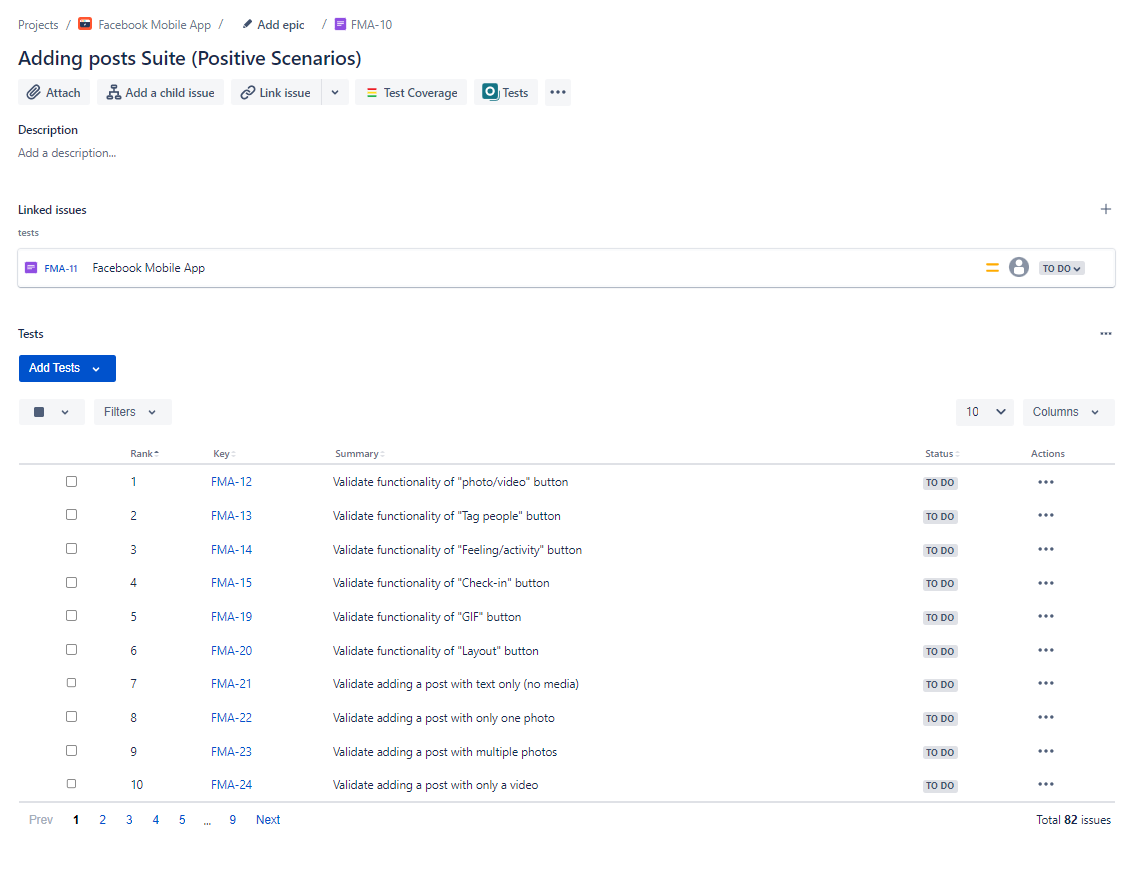 Projects / Facebook Mobile App / Add epic / FMA-10
Adding posts Suite (Positive Scenarios)
Attach Add a child issue Link issue Test Coverage Tests
Description
Add a description...
Linked issues
tests
FMA-11 Facebook Mobile App TO DO
Tests
Add Tests
Filters 10 Columns
Rank Key Summary Status Actions
1 FMA-12 Validate functionality of "photo/video" button TO DO
2 FMA-13 Validate functionality of "Tag people" button TO DO
3 FMA-14 Validate functionality of "Feeling/activity" button TO DO
4 FMA-15 Validate functionality of "Check-in" button TO DO
5 FMA-19 Validate functionality of "GIF" button TO DO
6 FMA-20 Validate functionality of "Layout" button TO DO
7 FMA-21 Validate adding a post with text only (no media) TO DO
8 FMA-22 Validate adding a post with only one photo TO DO
9 FMA-23 Validate adding a post with multiple photos TO DO
10 FMA-24 Validate adding a post with only a video TO DO
Prev 1 2 3 4 5 ... 9 Next Total 82 issues